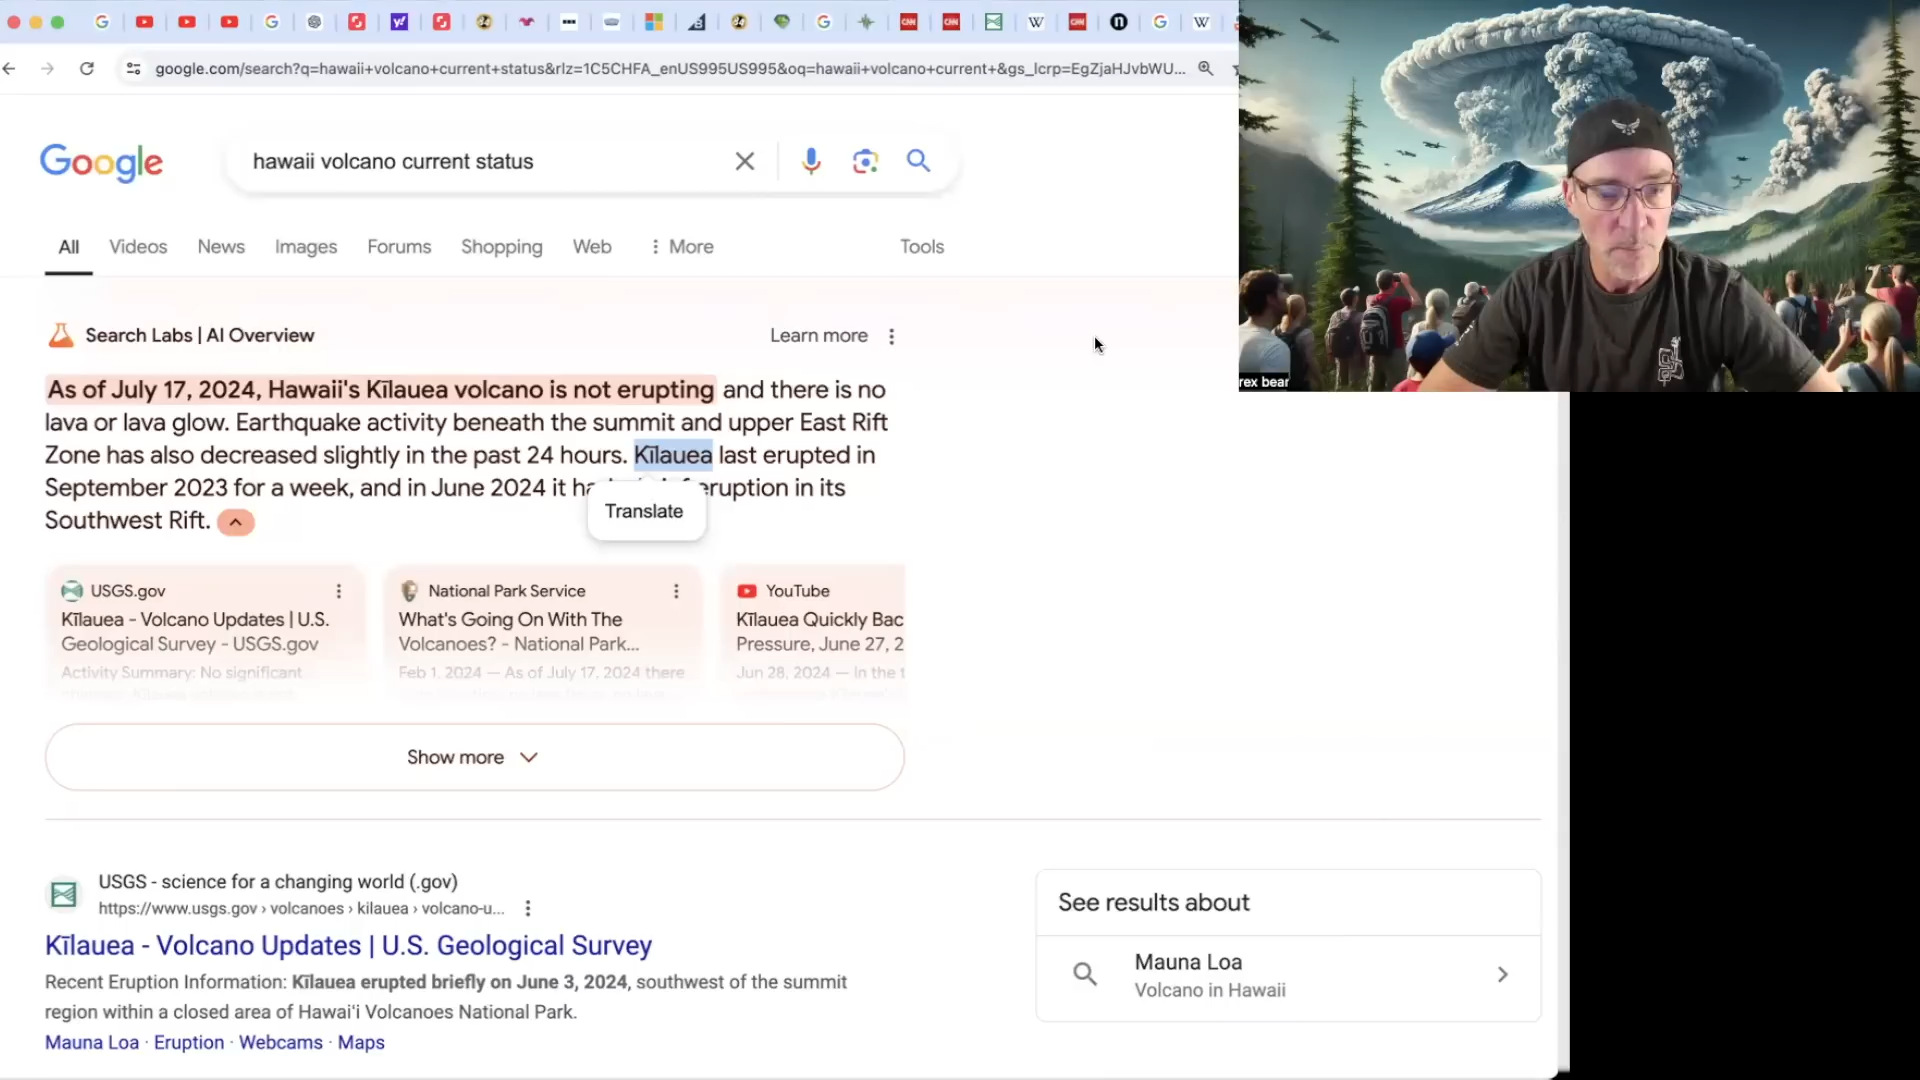 google.com/search?q=hawaii+volcano+current+status&rlz=1C5CHFA_enUS995US995&oq=hawaii+volcano+current+&gs_lcrp=EgZjaHJvbWU...
Google
hawaii volcano current status
All Videos News Images Forums Shopping Web More Tools
Search Labs | AI Overview Learn more
As of July 17, 2024, Hawaii's Kīlauea volcano is not erupting and there is no
lava or lava glow. Earthquake activity beneath the summit and upper East Rift
Zone has also decreased slightly in the past 24 hours. Kīlauea last erupted in
September 2023 for a week, and in June 2024 it ha eruption in its
Southwest Rift.
Translate
USGS.gov
Kīlauea - Volcano Updates | U.S.
Geological Survey - USGS.gov
Activity Summary: No significant
National Park Service
What's Going On With The
Volcanoes? - National Park...
Feb 1, 2024 — As of July 17, 2024 there
YouTube
Kīlauea Quickly Bac
Pressure, June 27, 2
Jun 28, 2024 — In the t
Show more
USGS - science for a changing world (.gov)
https://www.usgs.gov › volcanoes › kilauea › volcano-u...
Kīlauea - Volcano Updates | U.S. Geological Survey
Recent Eruption Information: Kīlauea erupted briefly on June 3, 2024, southwest of the summit
region within a closed area of Hawaiʻi Volcanoes National Park.
Mauna Loa · Eruption · Webcams · Maps
See results about
Mauna Loa
Volcano in Hawaii
rex bear